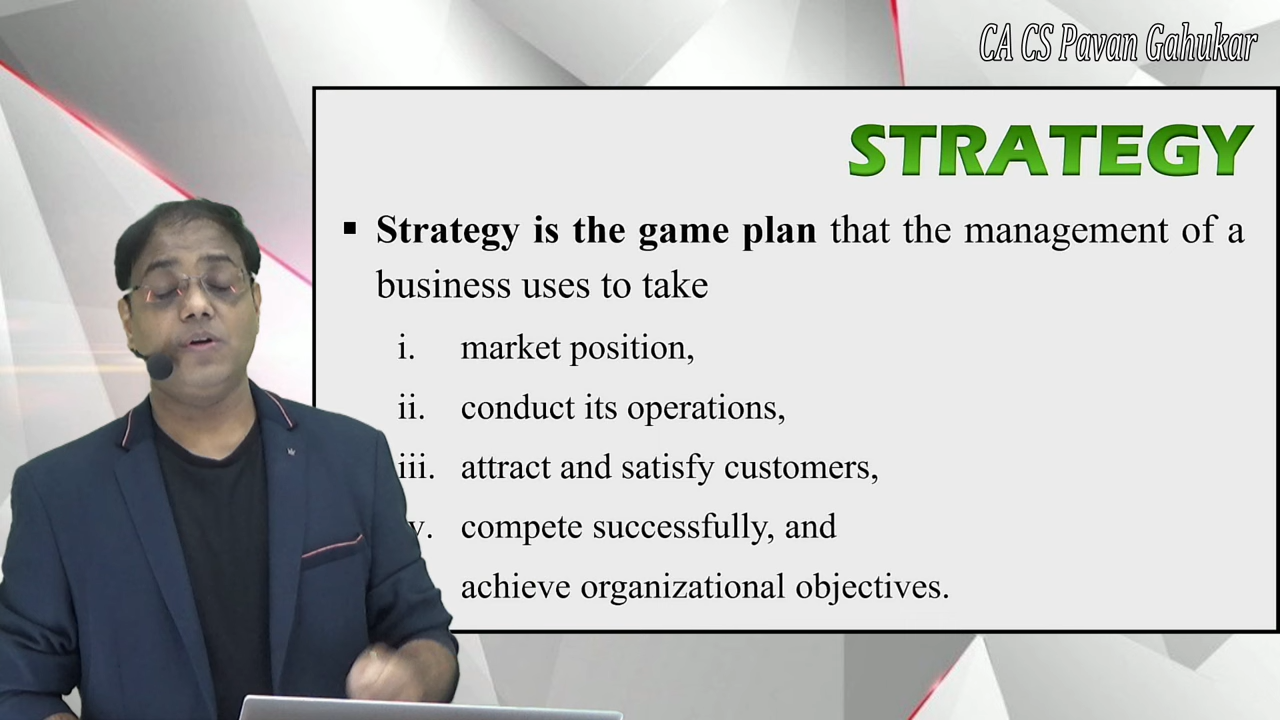 CA CS Pavan Gahukar
STRATEGY
▪ Strategy is the game plan that the management of a
business uses to take
i. market position,
ii. conduct its operations,
iii. attract and satisfy customers,
v. compete successfully, and
achieve organizational objectives.